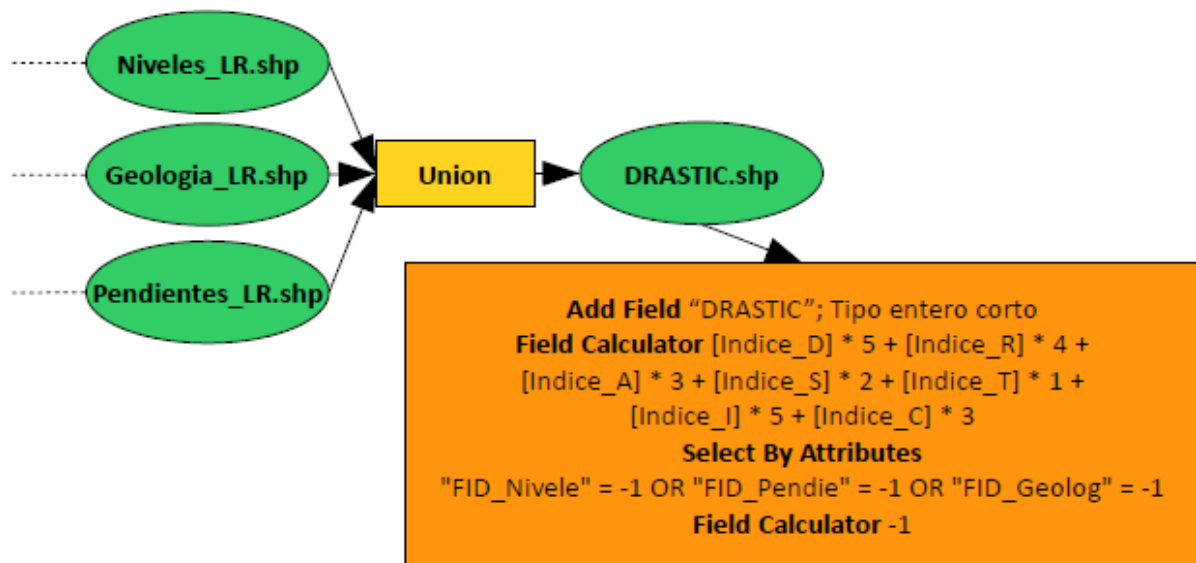 Niveles_LR.shp
Geologia_LR.shp
Union
DRASTIC.shp
Pendientes_LR.shp
Add Field “DRASTIC”; Tipo entero corto
Field Calculator [Indice_D] * 5 + [Indice_R] * 4 +
[Indice_A] * 3 + [Indice_S] * 2 + [Indice_T] * 1 +
[Indice_I] * 5 + [Indice_C] * 3
Select By Attributes
"FID_Nivele" = -1 OR "FID_Pendie" = -1 OR "FID_Geolog" = -1
Field Calculator -1